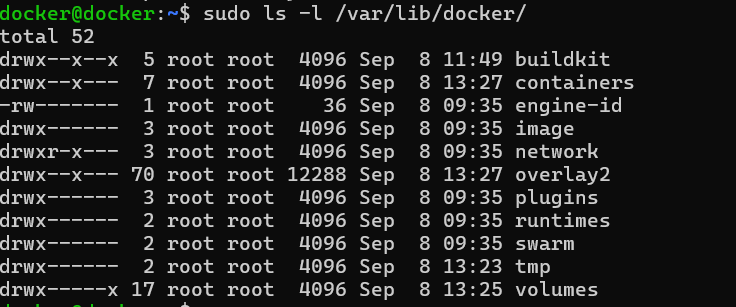 docker@docker:~$ sudo ls -l /var/lib/docker/
total 52
drwx--x--x  5 root root  4096 Sep  8 11:49 buildkit
drwx--x---  7 root root  4096 Sep  8 13:27 containers
-rw-------  1 root root    36 Sep  8 09:35 engine-id
drwx------  3 root root  4096 Sep  8 09:35 image
drwxr-x---  3 root root  4096 Sep  8 09:35 network
drwx--x--- 70 root root 12288 Sep  8 13:27 overlay2
drwx------  3 root root  4096 Sep  8 09:35 plugins
drwx------  2 root root  4096 Sep  8 09:35 runtimes
drwx------  2 root root  4096 Sep  8 09:35 swarm
drwx------  2 root root  4096 Sep  8 13:23 tmp
drwx-----x 17 root root  4096 Sep  8 13:25 volumes